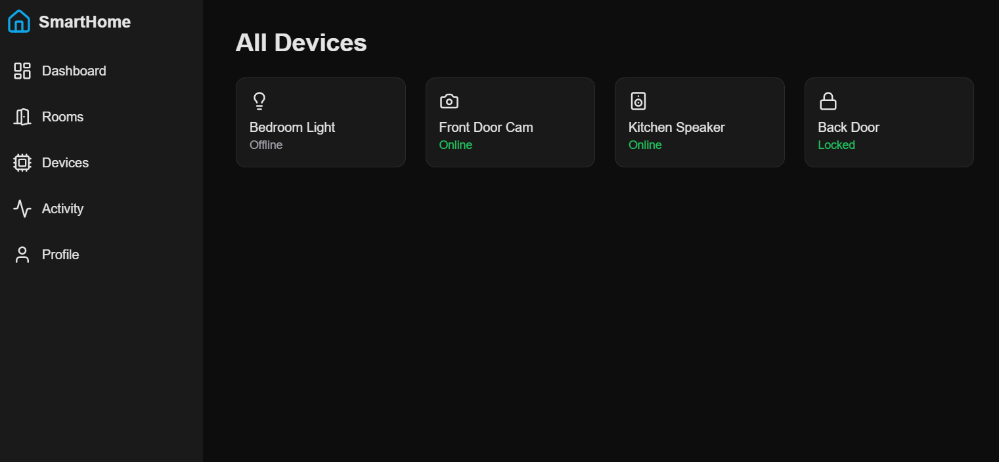 SmartHome
Dashboard
Rooms
Devices
Activity
Profile
All Devices
Bedroom Light
Offline
Front Door Cam
Online
Kitchen Speaker
Online
Back Door
Locked